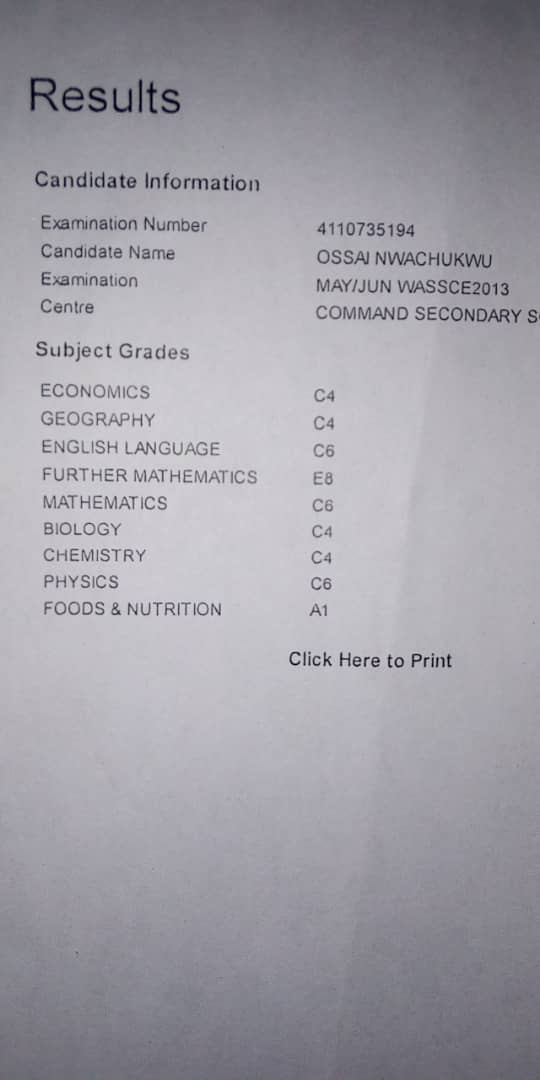 Results
Candidate Information
Examination Number 4110735194
Candidate Name OSSAI NWACHUKWU
Examination MAY/JUN WASSCE2013
Centre COMMAND SECONDARY
Subject Grades
ECONOMICS C4
GEOGRAPHY C4
ENGLISH LANGUAGE C6
FURTHER MATHEMATICS E8
MATHEMATICS C6
BIOLOGY C4
CHEMISTRY C4
PHYSICS C6
FOODS & NUTRITION A1
Click Here to Print